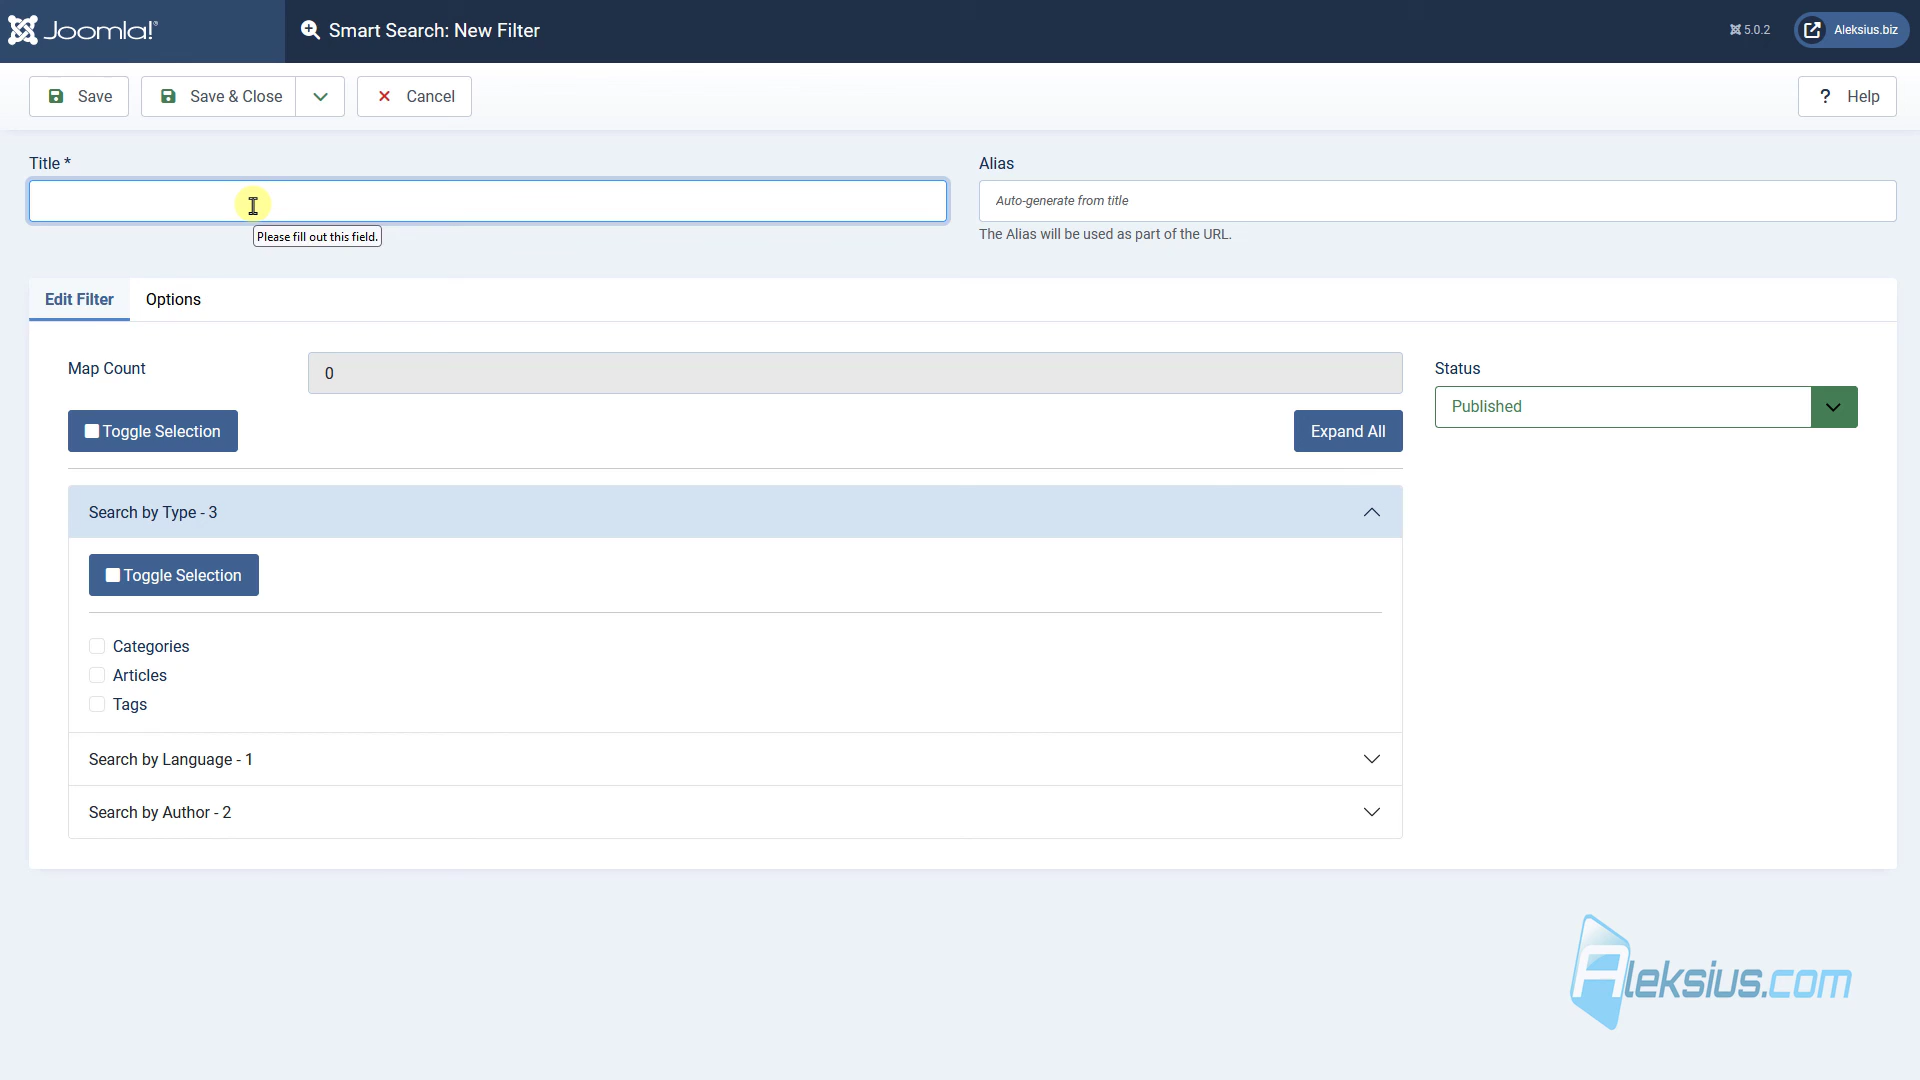 Joomla!®
Smart Search: New Filter
5.0.2
Aleksius.biz
Save
Save & Close
Cancel
? Help
Title *
Alias
Auto-generate from title
Please fill out this field.
The Alias will be used as part of the URL.
Edit Filter
Options
Map Count
0
Status
Published
Toggle Selection
Expand All
Search by Type - 3
Toggle Selection
Categories
Articles
Tags
Search by Language - 1
Search by Author - 2
Aleksius.com